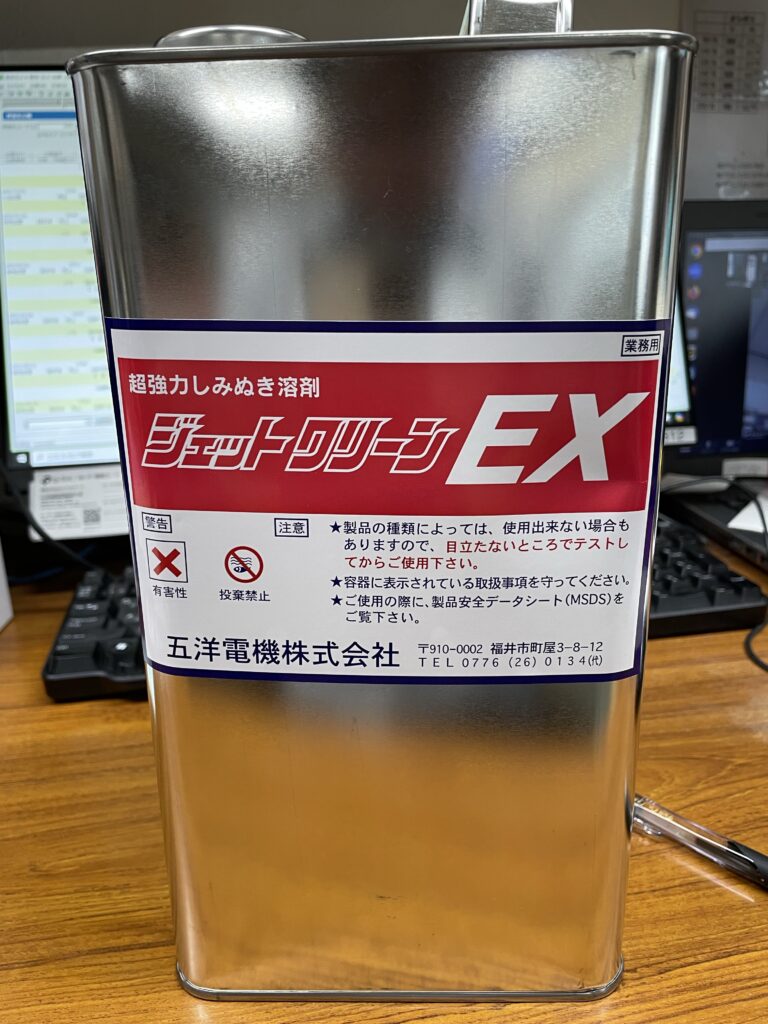 業務用
超強力しみぬき溶剤
ジェットクリーンEX
警告
注意
有害性
投棄禁止
★製品の種類によっては、使用出来ない場合も
ありますので、目立たないところでテストし
てからご使用下さい。
★容器に表示されている取扱事項を守ってください。
★ご使用の際に、製品安全データシート(MSDS)を
ご覧下さい。
五洋電機株式会社
〒910-0002 福井市町屋3-8-12
TEL 0776 (26) 0134(代)